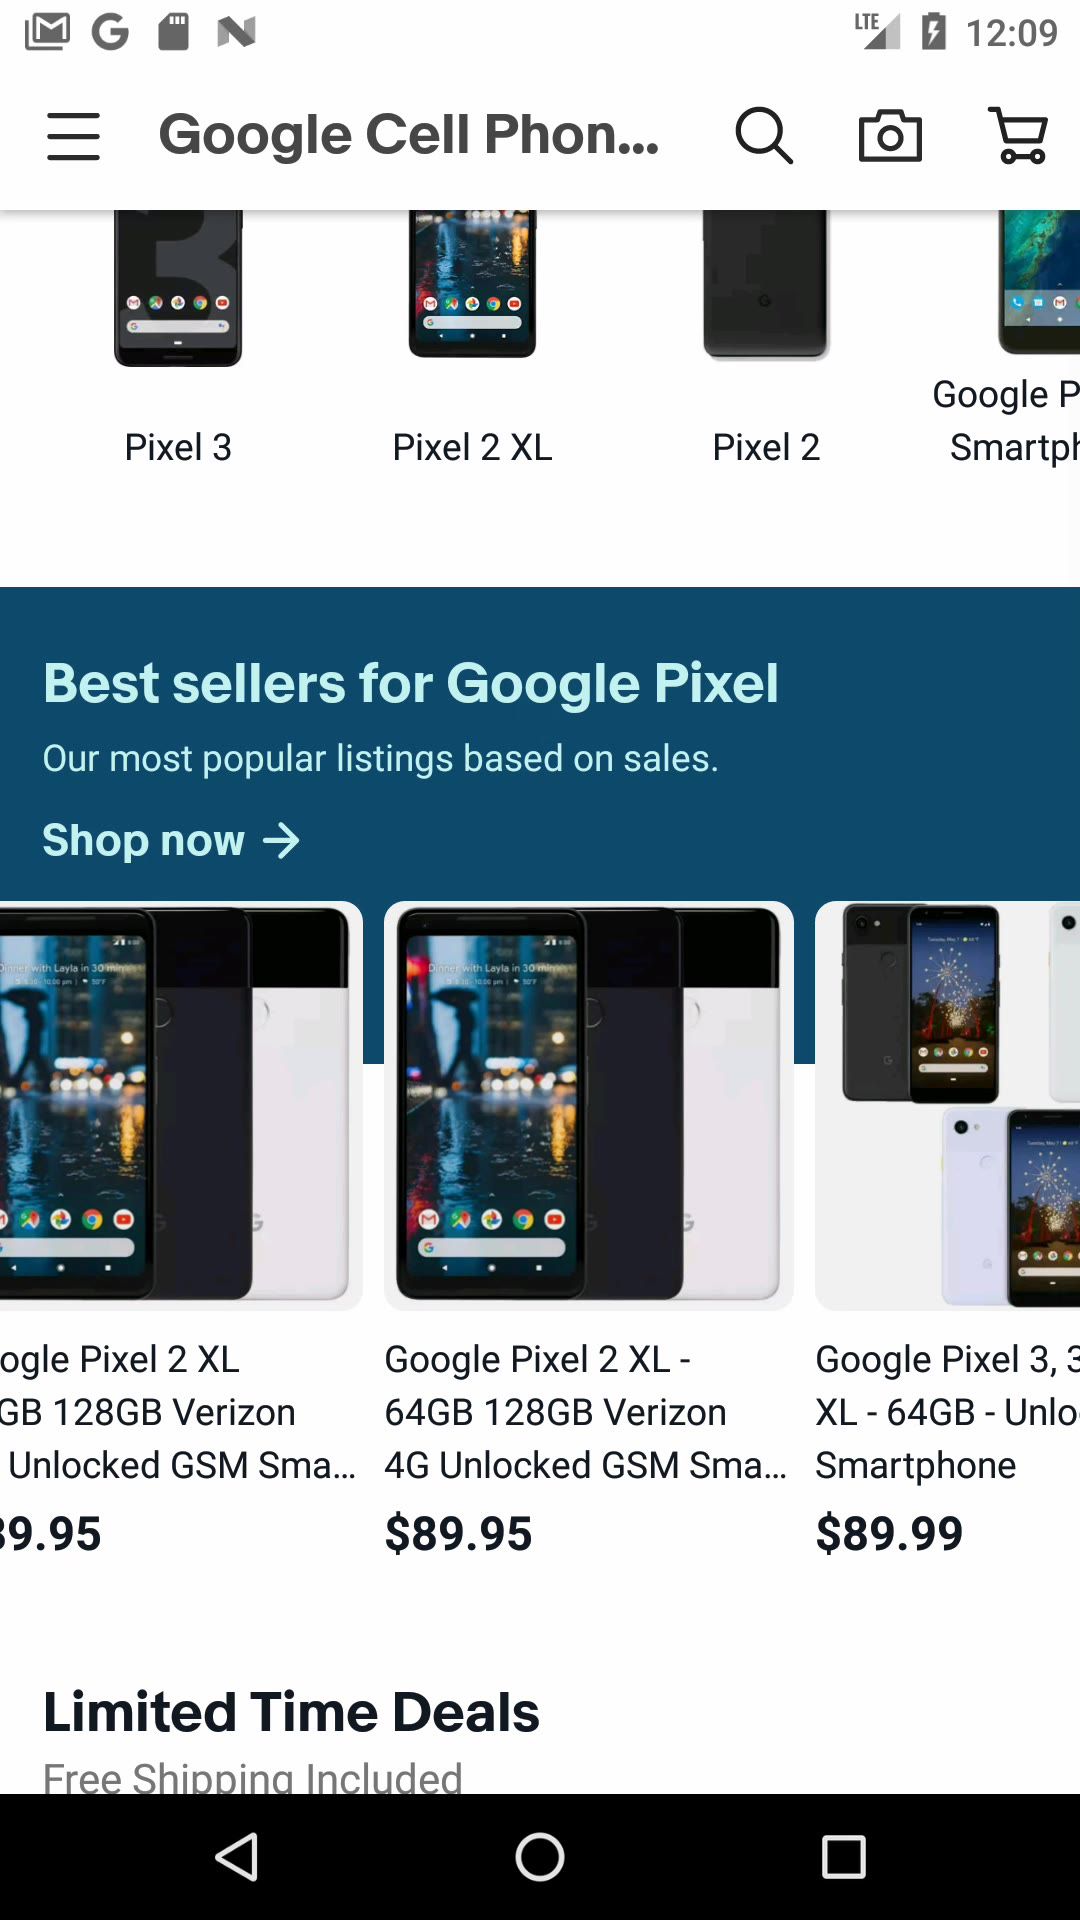 LTE 12:09
Google Cell Phon...
Pixel 3
Pixel 2 XL
Pixel 2
Google P
Smartph
Best sellers for Google Pixel
Our most popular listings based on sales.
Shop now
ogle Pixel 2 XL
GB 128GB Verizon
Unlocked GSM Sma...
39.95
Google Pixel 2 XL -
64GB 128GB Verizon
4G Unlocked GSM Sma...
$89.95
Google Pixel 3, 3
XL - 64GB - Unlo
Smartphone
$89.99
Limited Time Deals
Free Shipping Included